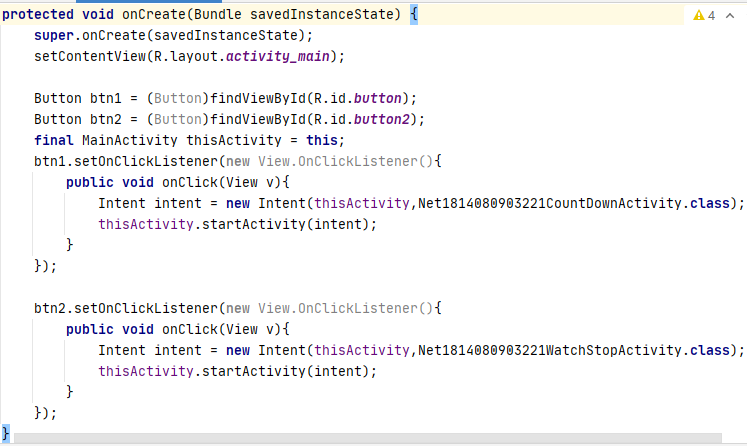 protected void onCreate(Bundle savedInstanceState) { 4
super.onCreate(savedInstanceState);
setContentView(R.layout.activity_main);
Button btn1 = (Button)findViewById(R.id.button);
Button btn2 = (Button)findViewById(R.id.button2);
final MainActivity thisActivity = this;
btn1.setOnClickListener(new View.OnClickListener(){
public void onClick(View v){
Intent intent = new Intent(thisActivity,Net1814080903221CountDownActivity.class);
thisActivity.startActivity(intent);
}
});
btn2.setOnClickListener(new View.OnClickListener(){
public void onClick(View v){
Intent intent = new Intent(thisActivity,Net1814080903221WatchStopActivity.class);
thisActivity.startActivity(intent);
}
});
}